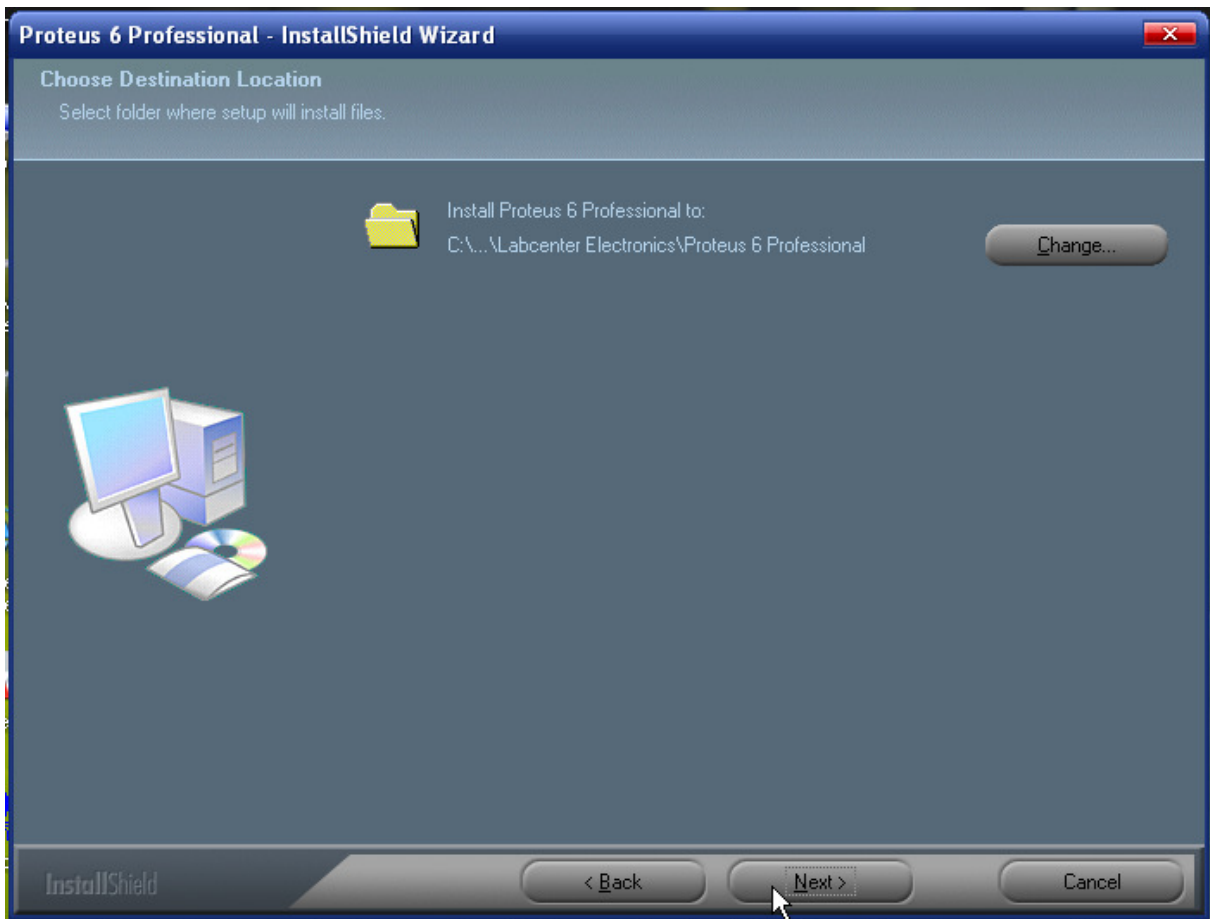 Proteus 6 Professional - InstallShield Wizard
Choose Destination Location
Select folder where setup will install files.
Install Proteus 6 Professional to:
C:\...\Labcenter Electronics\Proteus 6 Professional
Change...
InstallShield
< Back
Next >
Cancel